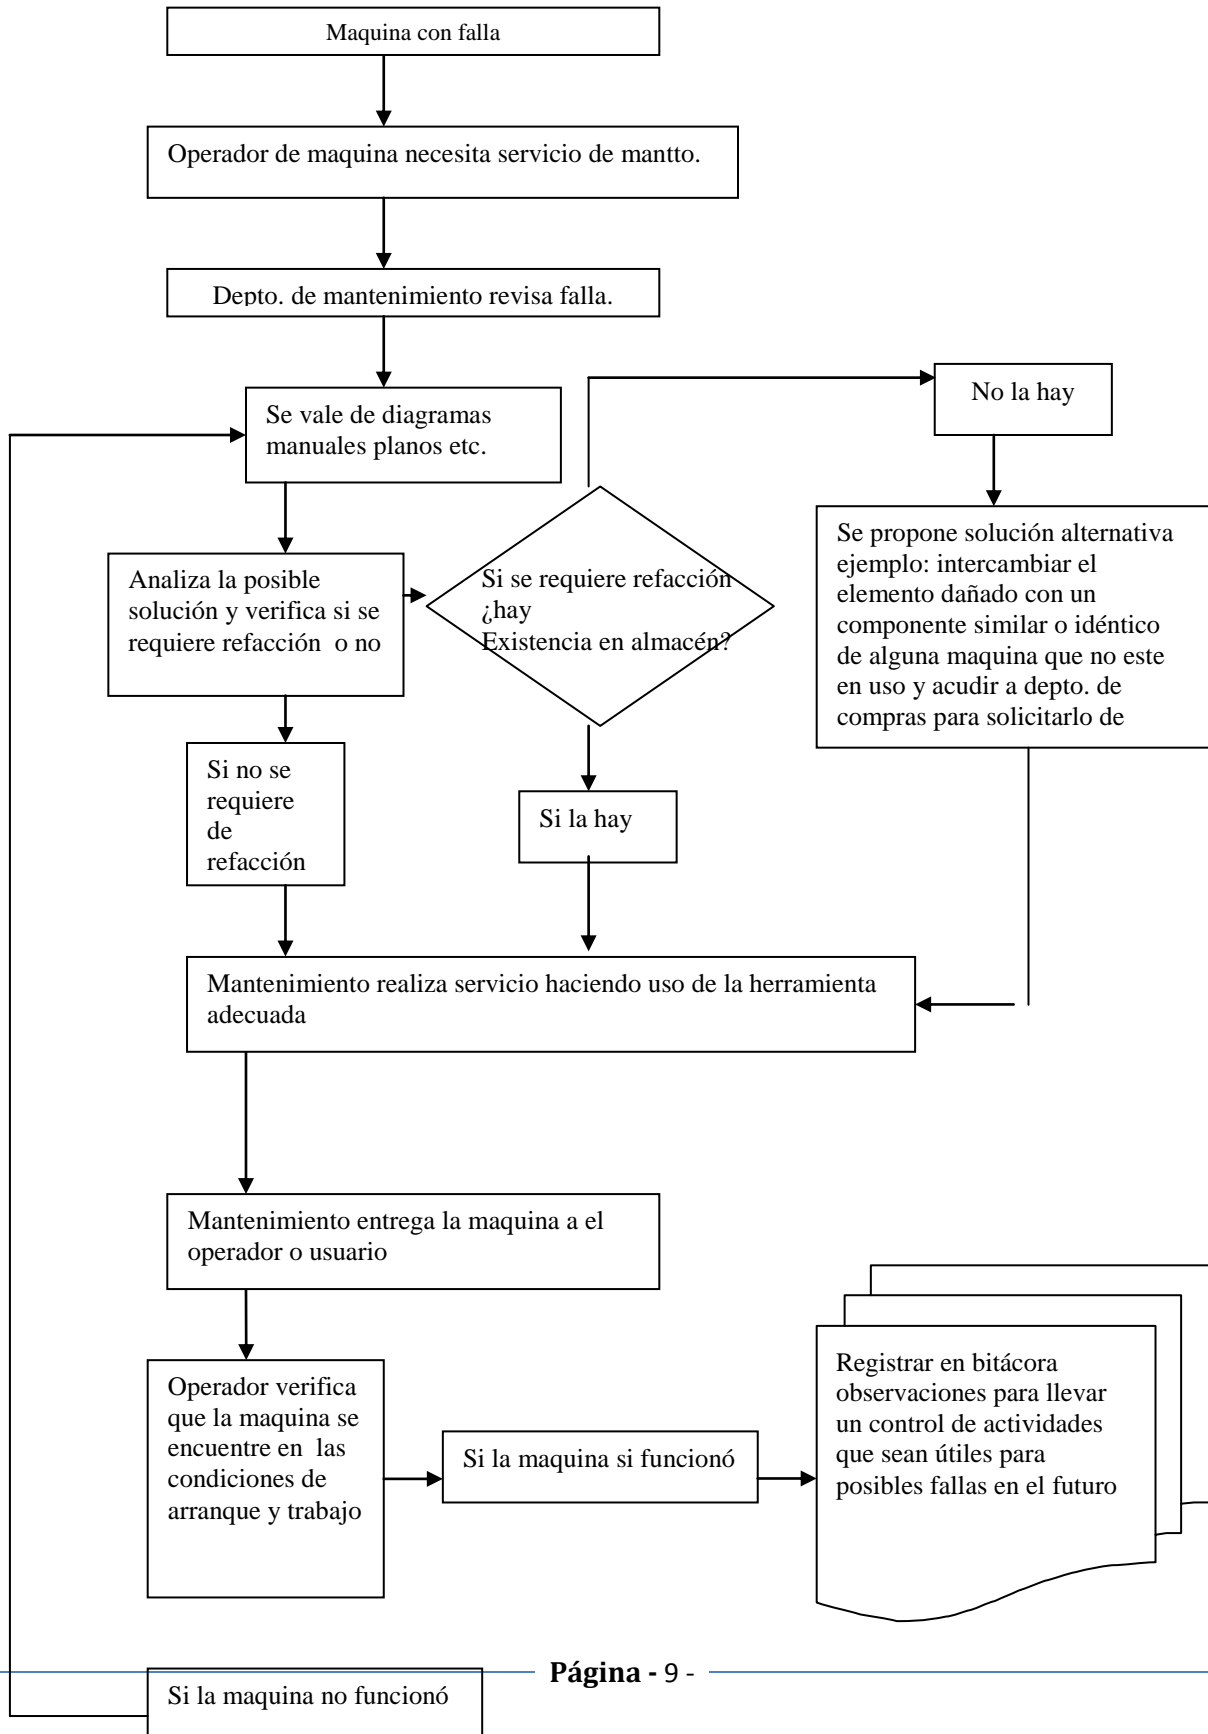 Maquina con falla
Operador de maquina necesita servicio de mantto.
Depto. de mantenimiento revisa falla.
Se vale de diagramas
manuales planos etc.
No la hay
Analiza la posible
solución y verifica si se
requiere refacción  o no
Si se requiere refacción
¿hay
Existencia en almacén?
Se propone solución alternativa
ejemplo: intercambiar el
elemento dañado con un
componente similar o idéntico
de alguna maquina que no este
en uso y acudir a depto. de
compras para solicitarlo de
Si no se
requiere
de
refacción
Si la hay
Mantenimiento realiza servicio haciendo uso de la herramienta
adecuada
Mantenimiento entrega la maquina a el
operador o usuario
Operador verifica
que la maquina se
encuentre en  las
condiciones de
arranque y trabajo
Si la maquina si funcionó
Registrar en bitácora
observaciones para llevar
un control de actividades
que sean útiles para
posibles fallas en el futuro
Página - 9 -
Si la maquina no funcionó